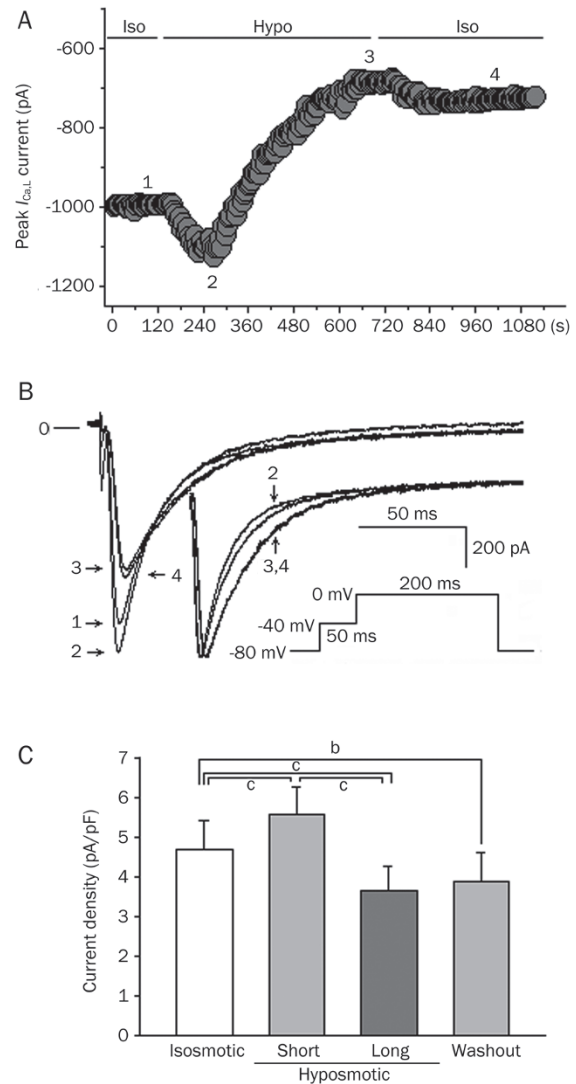 A
Iso Hypo Iso
-600
-800
-1000
-1200
Peak ICa,L current (pA)
1
2
3
4
0 120 240 360 480 600 720 840 960 1080 (s)
B
0
2
50 ms
200 pA
3
4
3,4
0 mV
200 ms
1
-40 mV
50 ms
2
-80 mV
C
7
6
5
4
3
2
1
0
Current density (pA/pF)
b
c
c
c
Isosmotic Short Long Washout
Hyposmotic